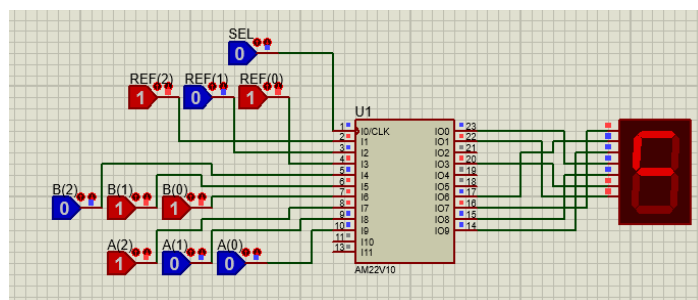 SEL
0
REF(2) REF(1) REF(0)
1 0 1
U1
1 I0/CLK IO0 23
2 I1 IO1 22
3 I2 IO2 21
4 I3 IO3 20
5 I4 IO4 19
6 I5 IO5 18
7 I6 IO6 17
8 I7 IO7 16
9 I8 IO8 15
10 I9 IO9 14
11 I10
13 I11
AM22V10
B(2) B(1) B(0)
0 1 1
A(2) A(1) A(0)
1 0 0